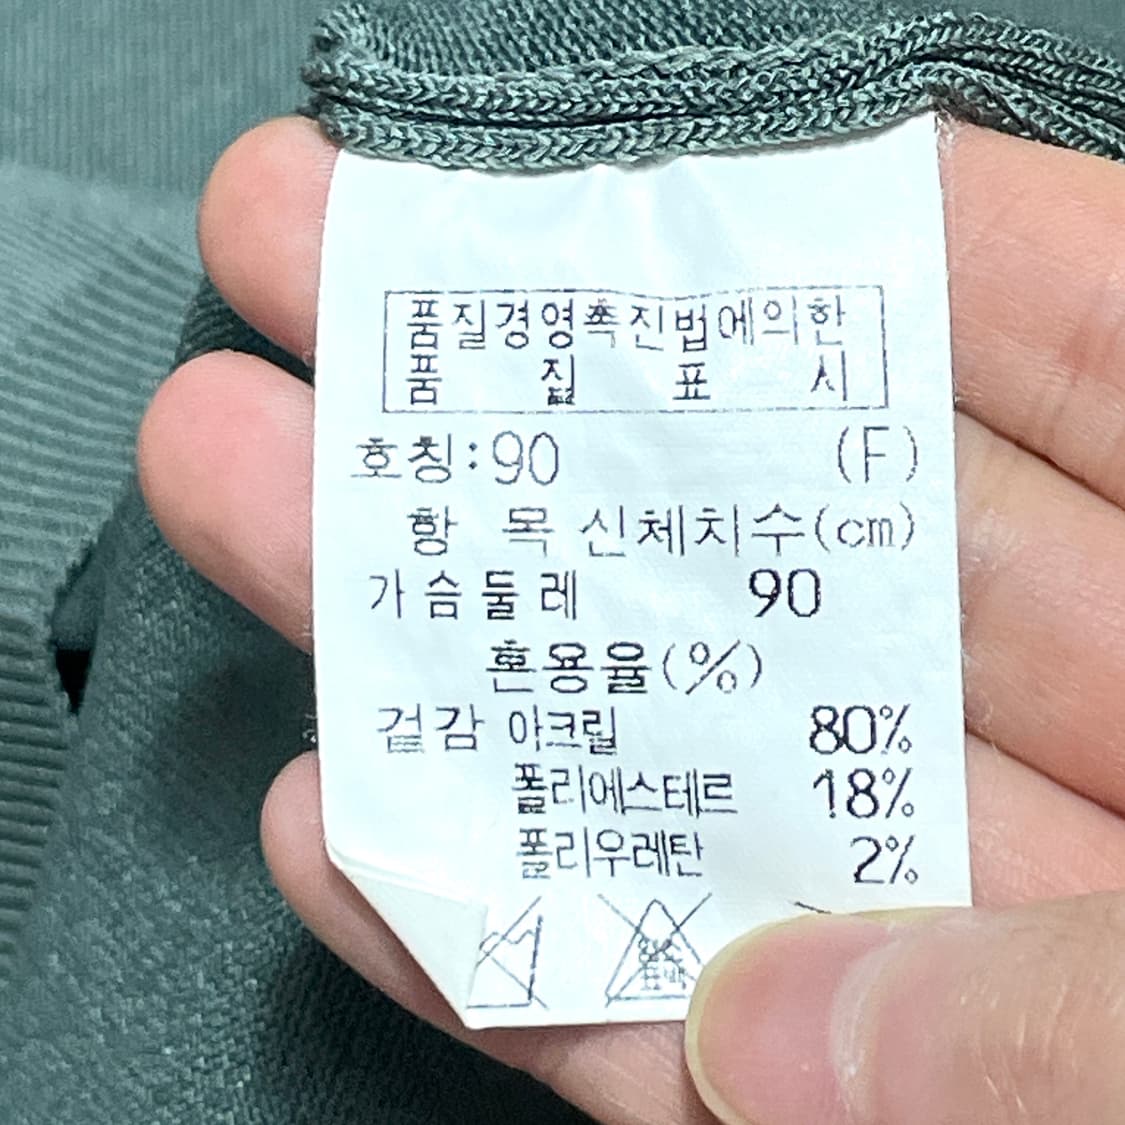 품질경영촉진법에의한
품 질 표 시
호칭:90 (F)
항 목 신체치수(cm)
가슴둘레 90
혼용율(%)
겉감 아크릴 80%
폴리에스테르 18%
폴리우레탄 2%